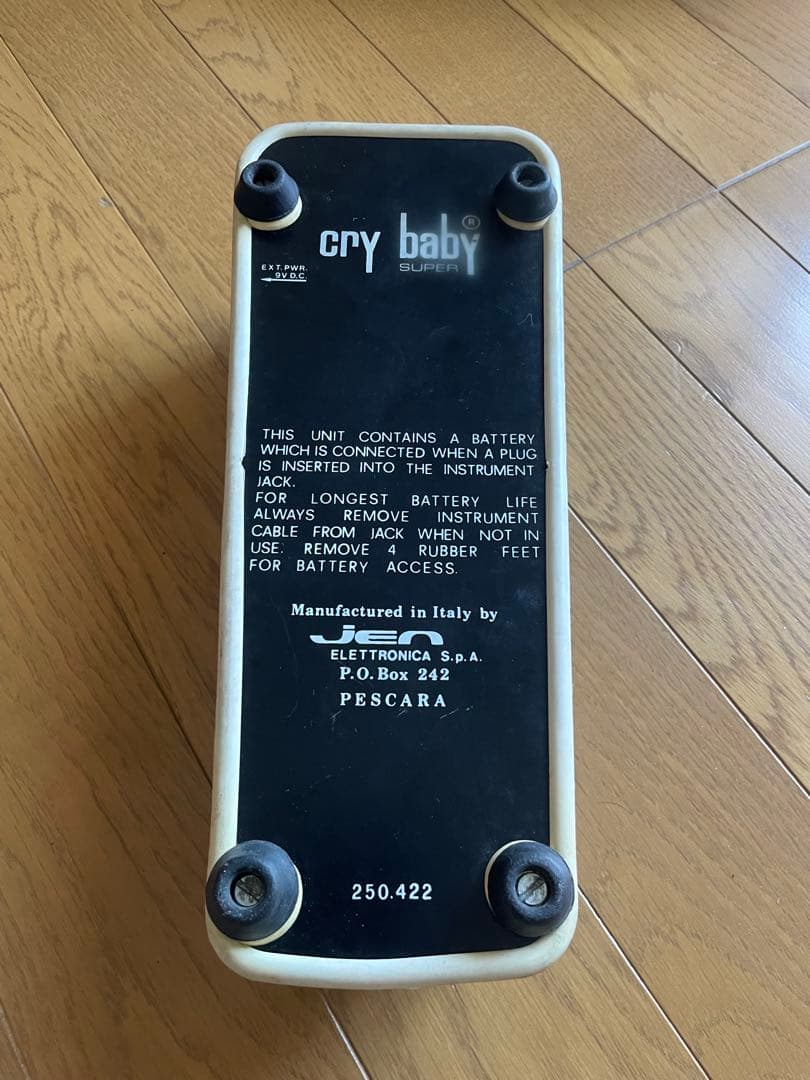 cry baby®
SUPER
EXT.PWR.
9V D.C.
THIS UNIT CONTAINS A BATTERY
WHICH IS CONNECTED WHEN A PLUG
IS INSERTED INTO THE INSTRUMENT
JACK.
FOR LONGEST BATTERY LIFE
ALWAYS REMOVE INSTRUMENT
CABLE FROM JACK WHEN NOT IN
USE. REMOVE 4 RUBBER FEET
FOR BATTERY ACCESS.
Manufactured in Italy by
Jen
ELETTRONICA S.p.A.
P.O.Box 242
PESCARA
250.422